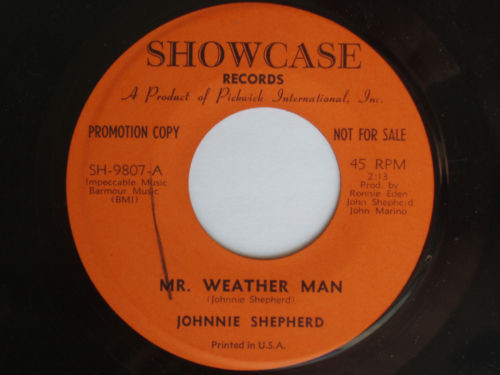 SHOWCASE
RECORDS
A Product of Pickwick International, Inc.
PROMOTION COPY
NOT FOR SALE
SH-9807-A
Impeccable Music
Barmour Music
(BMI)
45 RPM
2:13
Prod. by
Ronnie Eden
John Shepherd
John Marino
MR. WEATHER MAN
(Johnnie Shepherd)
JOHNNIE SHEPHERD
Printed in U.S.A.